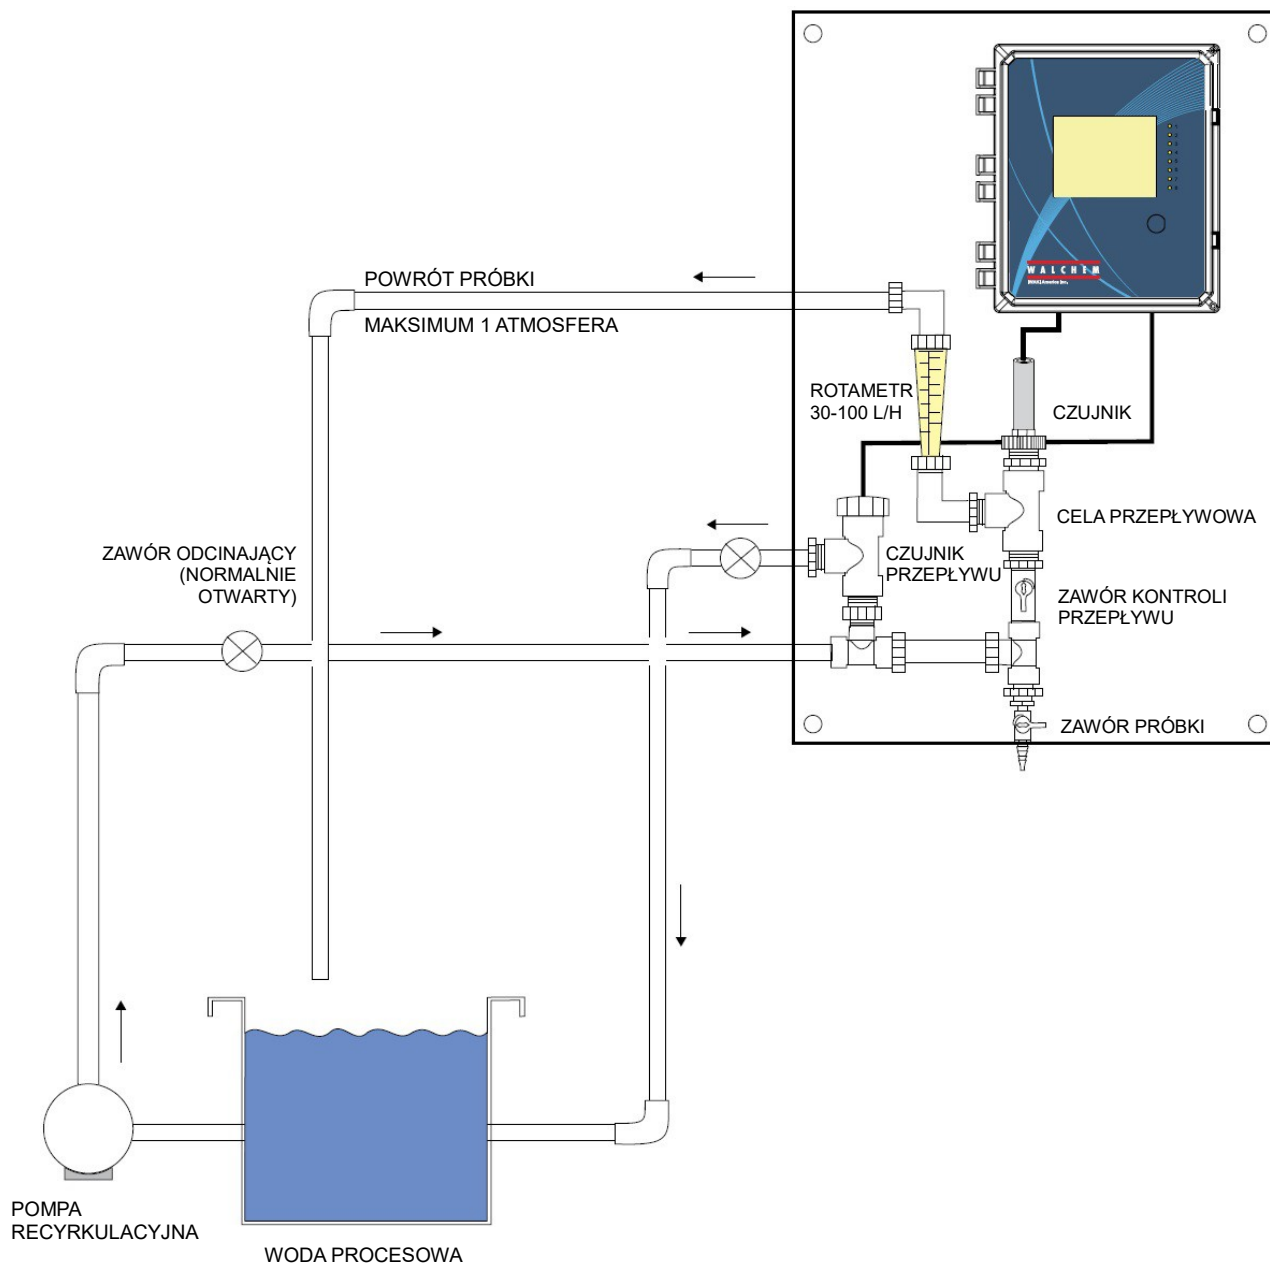 WALCHEM
POWRÓT PRÓBKI
MAKSIMUM 1 ATMOSFERA
ROTAMETR
30-100 L/H
CZUJNIK
CELA PRZEPŁYWOWA
ZAWÓR ODCINAJĄCY
(NORMALNIE
OTWARTY)
CZUJNIK
PRZEPŁYWU
ZAWÓR KONTROLI
PRZEPŁYWU
ZAWÓR PRÓBKI
POMPA
RECYRKULACYJNA
WODA PROCESOWA